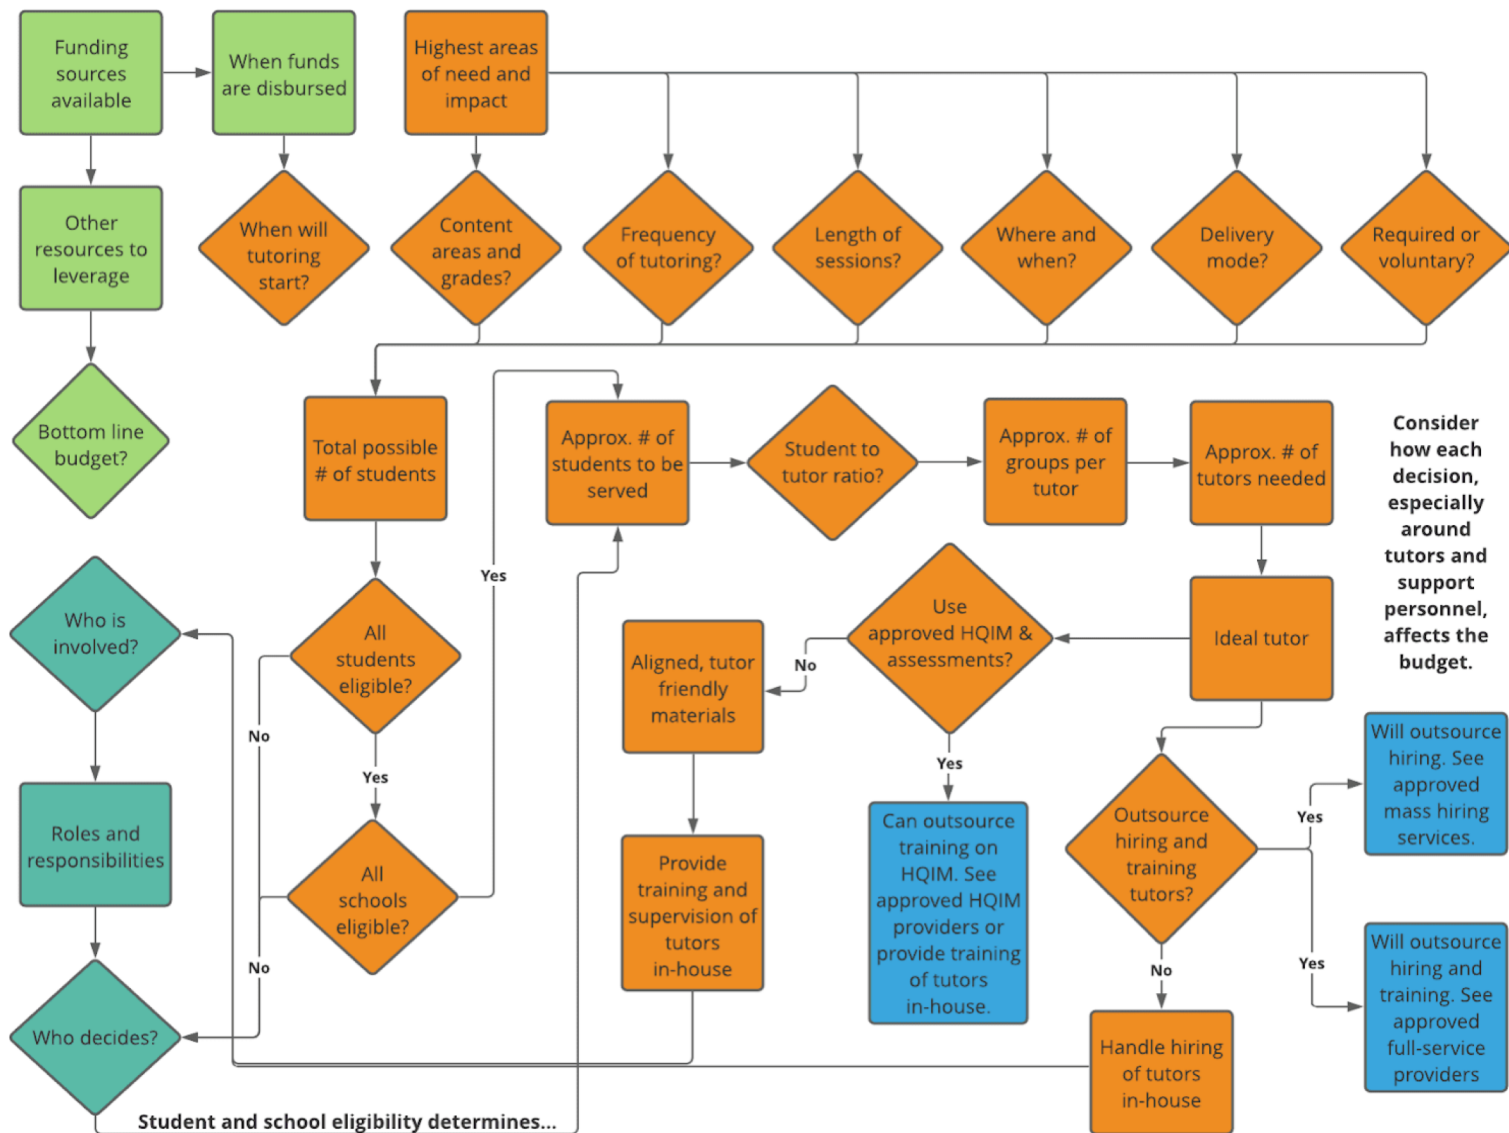 Funding
sources
available
When funds
are disbursed
Highest areas
of need and
impact
Other
resources to
leverage
When will
tutoring
start?
Content
areas and
grades?
Frequency
of tutoring?
Length of
sessions?
Where and
when?
Delivery
mode?
Required or
voluntary?
Bottom line
budget?
Total possible
# of students
Approx. # of
students to be
served
Student to
tutor ratio?
Approx. # of
groups per
tutor
Approx. # of
tutors needed
Consider
how each
decision,
especially
around
tutors and
support
personnel,
affects the
budget.
Yes
Who is
involved?
All
students
eligible?
Aligned, tutor
friendly
materials
No
Use
approved HQIM &
assessments?
Ideal tutor
No
Yes
Yes
Roles and
responsibilities
All
schools
eligible?
Provide
training and
supervision of
tutors
in-house
Can outsource
training on
HQIM. See
approved HQIM
providers or
provide training
of tutors
in-house.
Outsource
hiring and
training
tutors?
Yes
Will outsource
hiring. See
approved
mass hiring
services.
No
No
Yes
Will outsource
hiring and
training. See
approved
full-service
providers
Who decides?
Handle hiring
of tutors
in-house
Student and school eligibility determines...